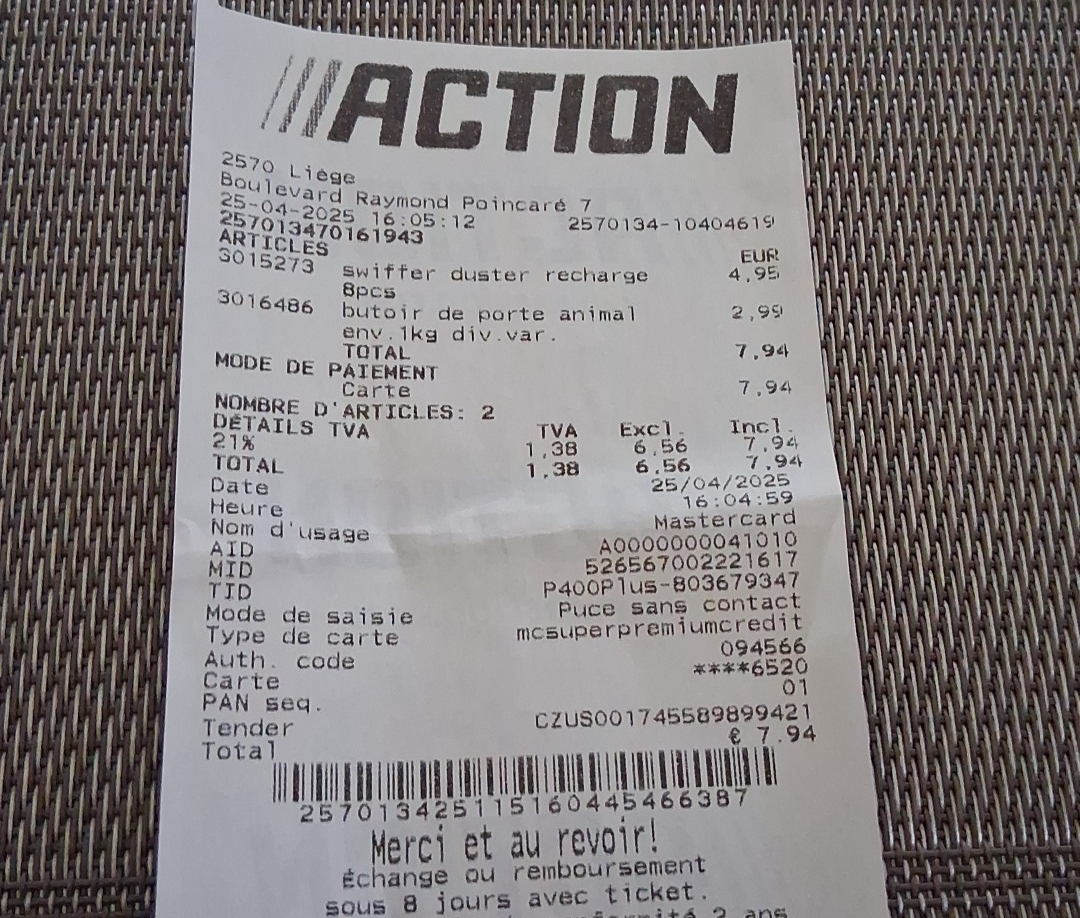 ACTION
2570 Liège
Boulevard Raymond Poincaré 7
25-04-2025 16:05:12 2570134-10404619
257013470161943
ARTICLES EUR
3015273 swiffer duster recharge 4,95
8pcs
3016486 butoir de porte animal 2,99
env.1kg div.var.
TOTAL 7,94
MODE DE PAIEMENT
Carte 7,94
NOMBRE D'ARTICLES: 2
DÉTAILS TVA TVA Excl. Incl.
21% 1,38 6,56 7,94
TOTAL 1,38 6,56 7,94
Date 25/04/2025
Heure 16:04:59
Nom d'usage Mastercard
AID A0000000041010
MID 526567002221617
TID P400Plus-803679347
Mode de saisie Puce sans contact
Type de carte mcsuperpremiumcredit
Auth. code 094566
Carte ****6520
PAN seq. 01
Tender CZUS001745589899421
Total € 7.94
2570134251151604454663​87
Merci et au revoir!
Échange ou remboursement
sous 8 jours avec ticket.
2 ans